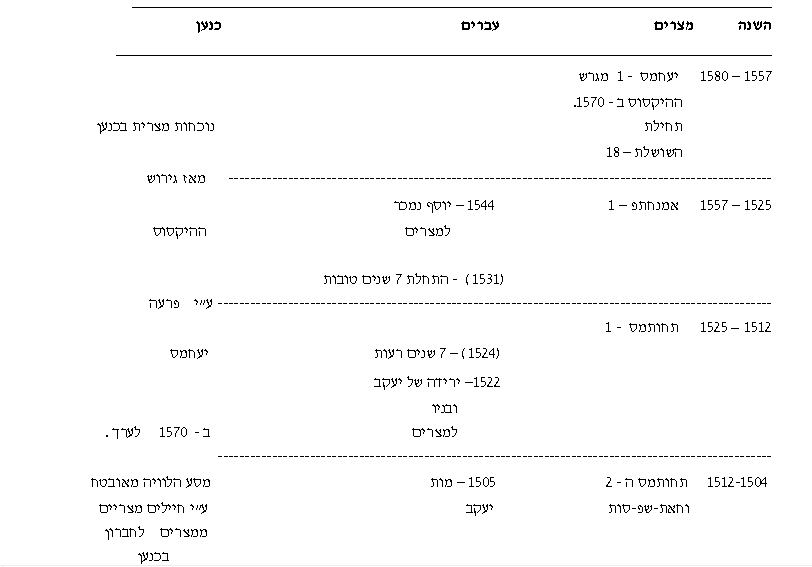 השנה מצרים עברים כנען
1557 – 1580 יעחמס - 1 מגרש
ההיקסוס ב - 1570.
תחילת נוכחות מצרית בכנען
השושלת – 18
מאז גירוש
1525 – 1557 אמנחתפ – 1 1544 – יוסף נמכר
למצרים ההיקסוס
(1531) - התחלת 7 שנים טובות
ע"י פרעה
1512 – 1525 תחותמס - 1
(1524) – 7 שנים רעות יעחמס
1522– ירידה של יעקב
ובניו
למצרים ב - 1570 לערך.
1512-1504 תחותמס ה - 2 1505 – מות מסע הלוויה מאובטח
וחאת-שפ-סות יעקב ע"י חיילים מצריים
ממצרים לחברון
בכנען